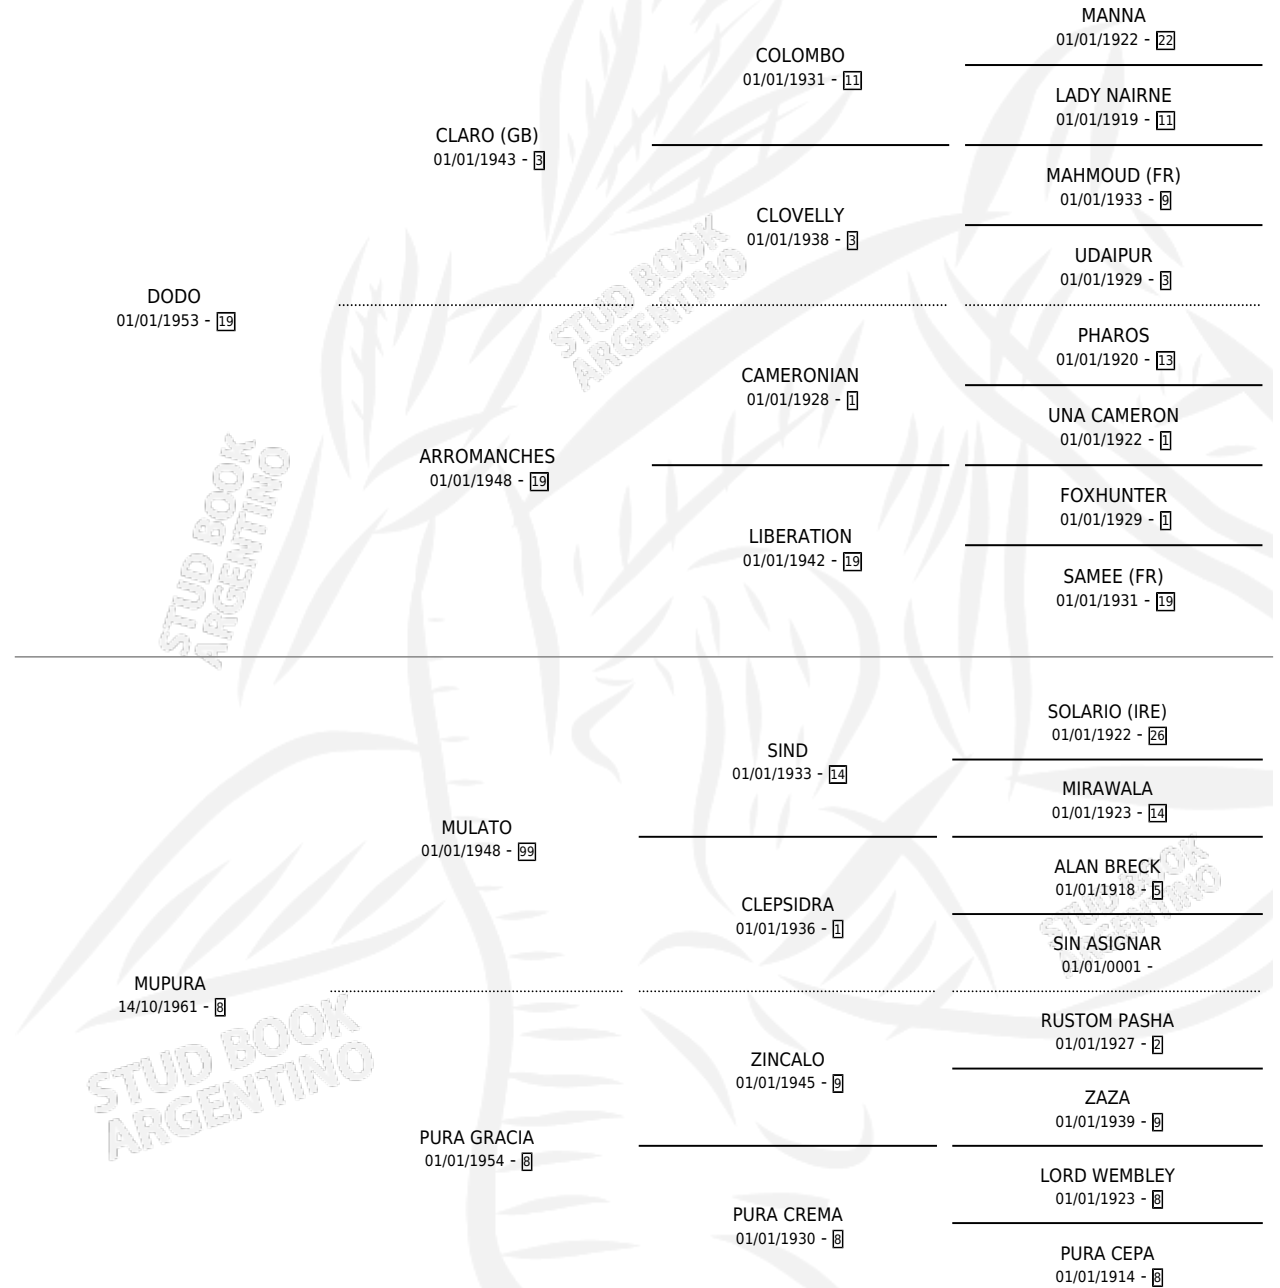 MANNA
01/01/1922 - 22
COLOMBO
01/01/1931 - 11
LADY NAIRNE
01/01/1919 - 11
CLARO (GB)
01/01/1943 - 3
MAHMOUD (FR)
01/01/1933 - 9
CLOVELLY
01/01/1938 - 3
UDAIPUR
01/01/1929 - 3
DODO
01/01/1953 - 19
STUD BOOK
ARGENTINO
PHAROS
01/01/1920 - 13
CAMERONIAN
01/01/1928 - 1
UNA CAMERON
01/01/1922 - 1
ARROMANCHES
01/01/1948 - 19
FOXHUNTER
01/01/1929 - 1
LIBERATION
01/01/1942 - 19
SAMEE (FR)
01/01/1931 - 19
STUD BOOK
ARGENTINO
SOLARIO (IRE)
01/01/1922 - 26
SIND
01/01/1933 - 14
MIRAWALA
01/01/1923 - 14
MULATO
01/01/1948 - 99
ALAN BRECK
01/01/1918 - 5
CLEPSIDRA
01/01/1936 - 1
SIN ASIGNAR
01/01/0001 -
STUD BOOK
ARGENTINO
MUPURA
14/10/1961 - 8
RUSTOM PASHA
01/01/1927 - 2
ZINCALO
01/01/1945 - 9
ZAZA
01/01/1939 - 9
STUD BOOK
ARGENTINO
PURA GRACIA
01/01/1954 - 8
LORD WEMBLEY
01/01/1923 - 8
PURA CREMA
01/01/1930 - 8
PURA CEPA
01/01/1914 - 8